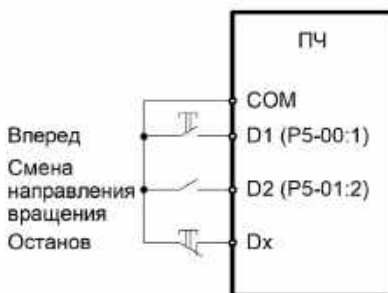 ПЧ
COM
Вперед
D1 (P5-00:1)
Смена
направления
вращения
D2 (P5-01:2)
Останов
Dx